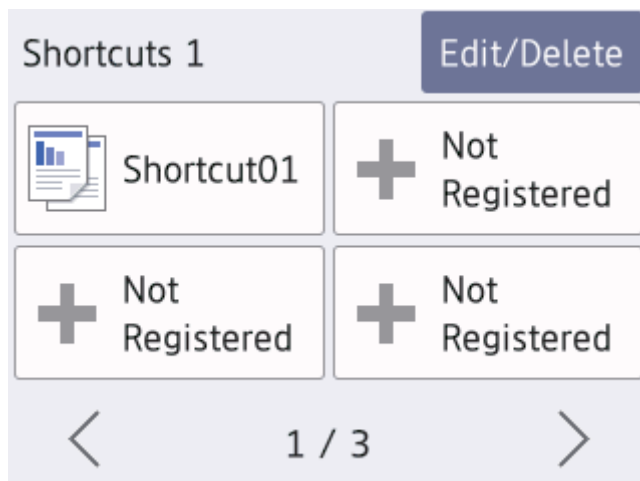 Shortcuts 1
Edit/Delete
Shortcut01
Not
Registered
Not
Registered
Not
Registered
1 / 3